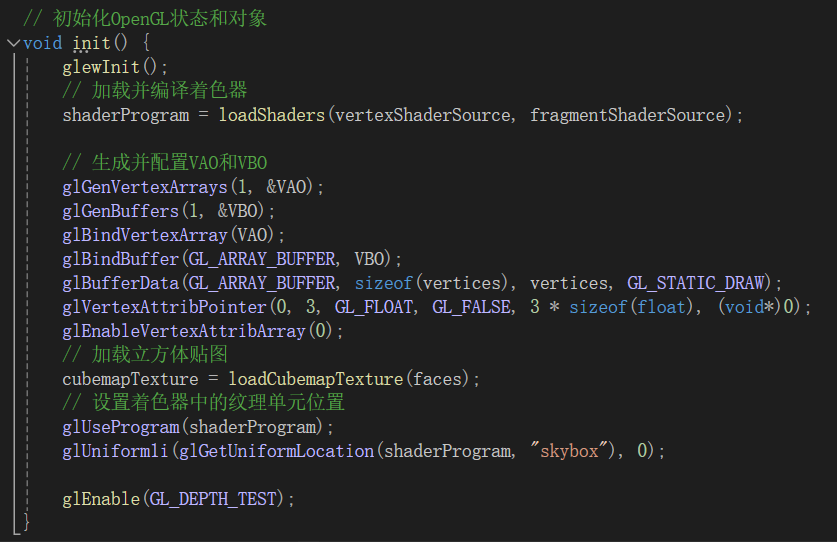 // 初始化OpenGL状态和对象
void init() {
    glewInit();
    // 加载并编译着色器
    shaderProgram = loadShaders(vertexShaderSource, fragmentShaderSource);

    // 生成并配置VAO和VBO
    glGenVertexArrays(1, &VAO);
    glGenBuffers(1, &VBO);
    glBindVertexArray(VAO);
    glBindBuffer(GL_ARRAY_BUFFER, VBO);
    glBufferData(GL_ARRAY_BUFFER, sizeof(vertices), vertices, GL_STATIC_DRAW);
    glVertexAttribPointer(0, 3, GL_FLOAT, GL_FALSE, 3 * sizeof(float), (void*)0);
    glEnableVertexAttribArray(0);
    // 加载立方体贴图
    cubemapTexture = loadCubemapTexture(faces);
    // 设置着色器中的纹理单元位置
    glUseProgram(shaderProgram);
    glUniform1i(glGetUniformLocation(shaderProgram, "skybox"), 0);

    glEnable(GL_DEPTH_TEST);
}